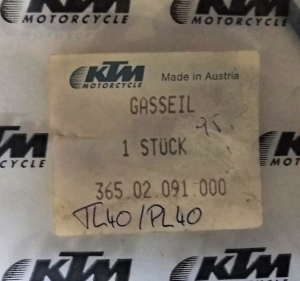 KTM
MOTORCYCLE
KTM
MOTORCYCLE
KTM Made in Austria
MOTORCYCLE
GASSEIL
95.
1 STÜCK
365 02 091 000
TL40/PL40
KTM
CYCLE
KTM
MOTORCYCLE
KTM